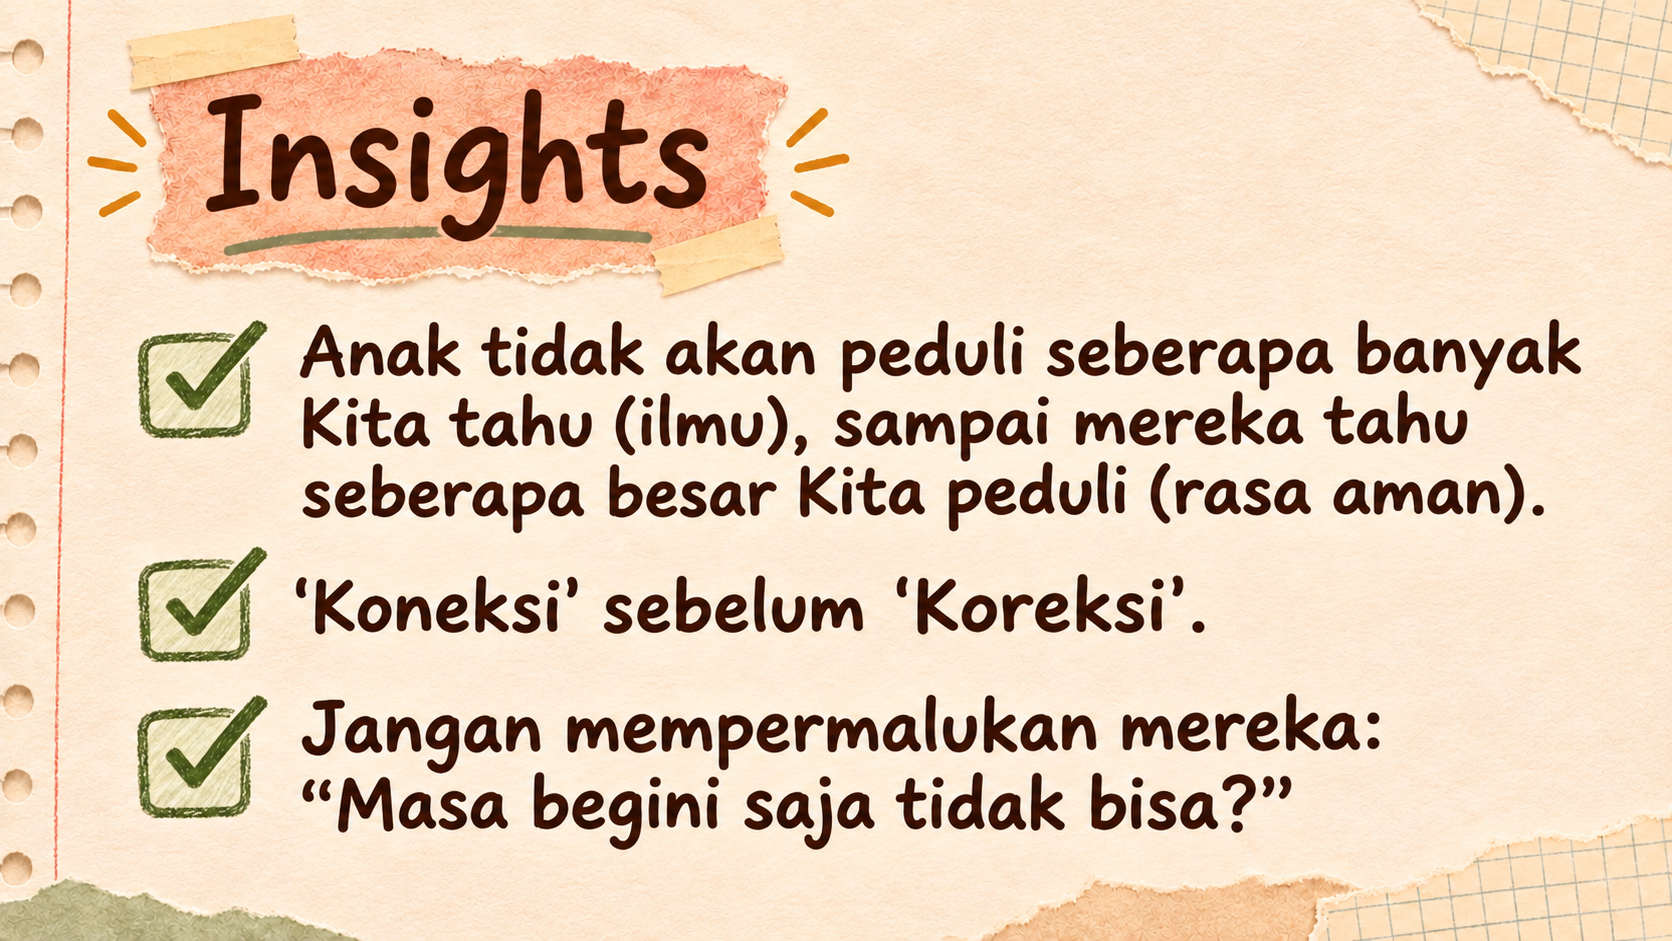 Insights
Anak tidak akan peduli seberapa banyak
Kita tahu (ilmu), sampai mereka tahu
seberapa besar Kita peduli (rasa aman).
‘Koneksi’ sebelum ‘Koreksi’.
Jangan mempermalukan mereka:
“Masa begini saja tidak bisa?”